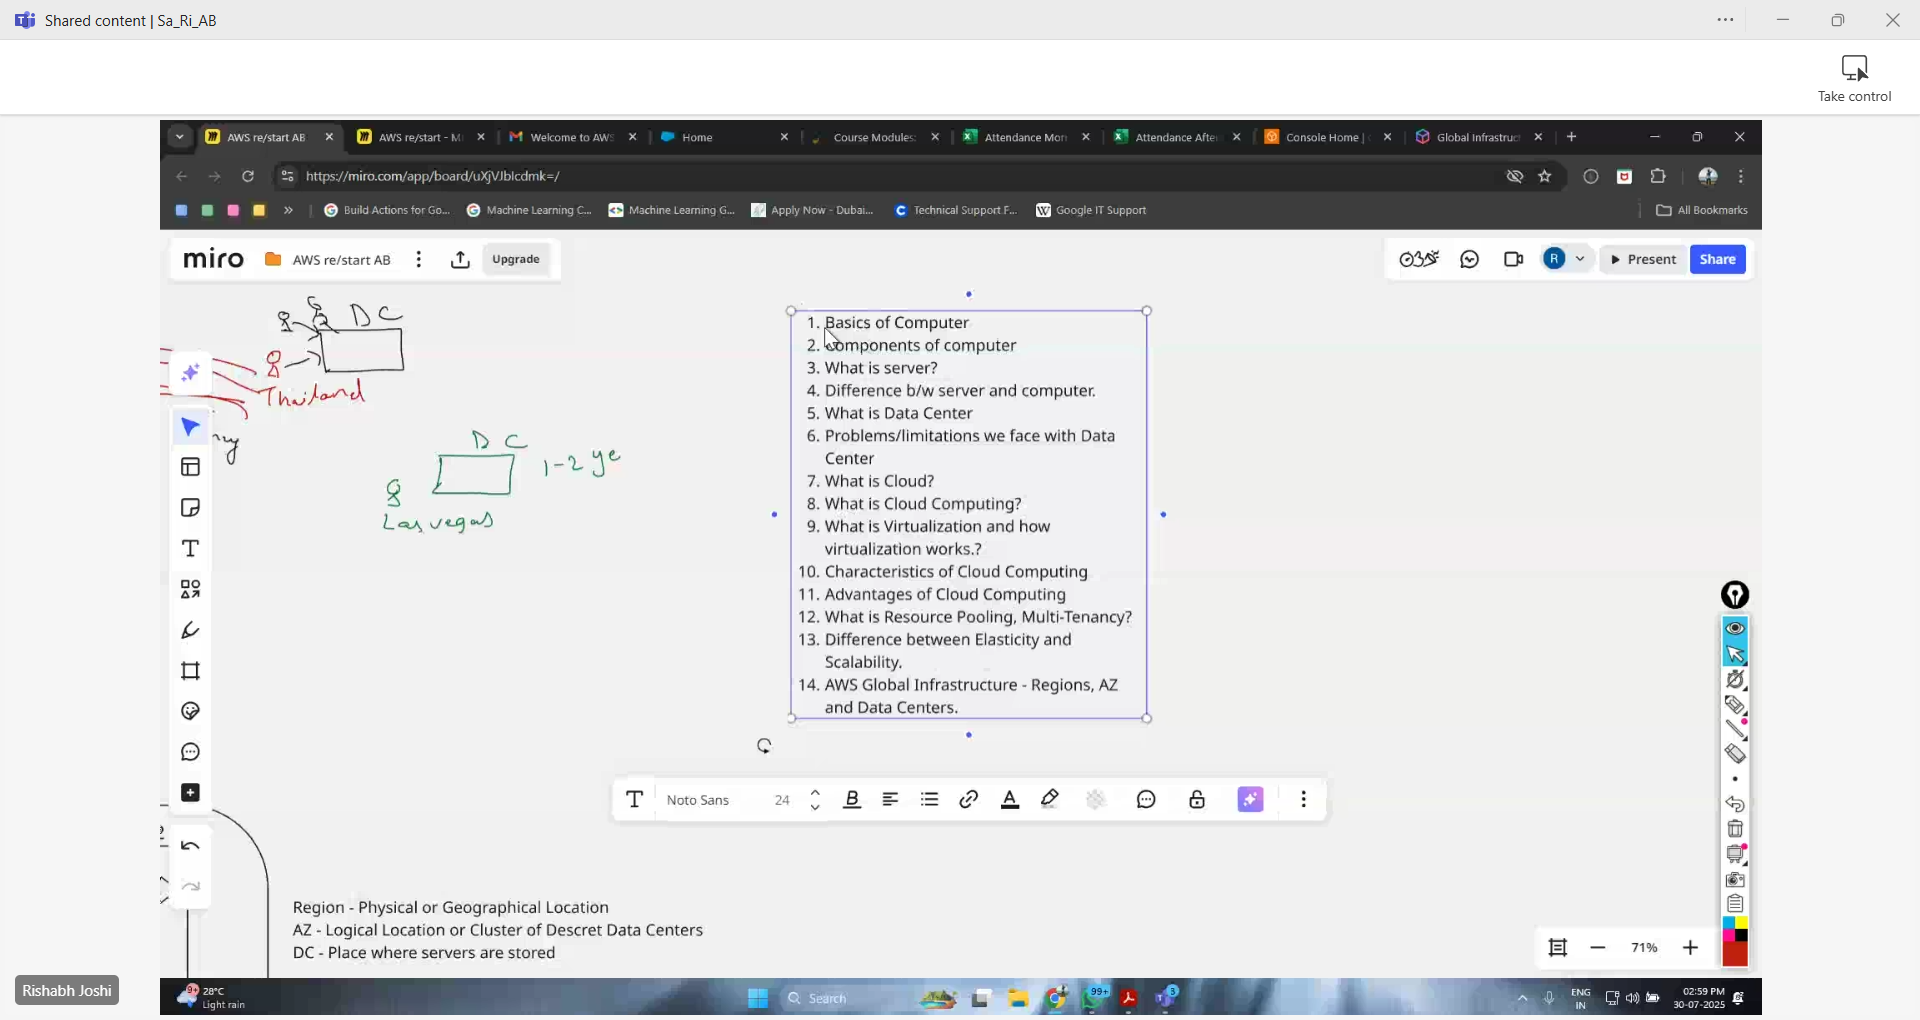 Shared content | Sa_Ri_AB
Take control
AWS re/start AB
AWS re/start - M
Welcome to AWS
Home
Course Modules:
Attendance Mor
Attendance Afte
Console Home |
Global Infrastruct
https://miro.com/app/board/uXjVJbIcdmk=/
Build Actions for Go...
Machine Learning C...
Machine Learning G...
Apply Now - Dubai...
Technical Support F...
Google IT Support
All Bookmarks
miro
AWS re/start AB
Upgrade
R
Present
Share
D C
Thailand
D C
1-2 ye
Las vegas
1. Basics of Computer
2. Components of computer
3. What is server?
4. Difference b/w server and computer.
5. What is Data Center
6. Problems/limitations we face with Data
Center
7. What is Cloud?
8. What is Cloud Computing?
9. What is Virtualization and how
virtualization works.?
10. Characteristics of Cloud Computing
11. Advantages of Cloud Computing
12. What is Resource Pooling, Multi-Tenancy?
13. Difference between Elasticity and
Scalability.
14. AWS Global Infrastructure - Regions, AZ
and Data Centers.
Noto Sans
24
Region - Physical or Geographical Location
AZ - Logical Location or Cluster of Descret Data Centers
DC - Place where servers are stored
71%
Rishabh Joshi
9+
28°C
Light rain
Search
99+
3
ENG
IN
02:59 PM
30-07-2025